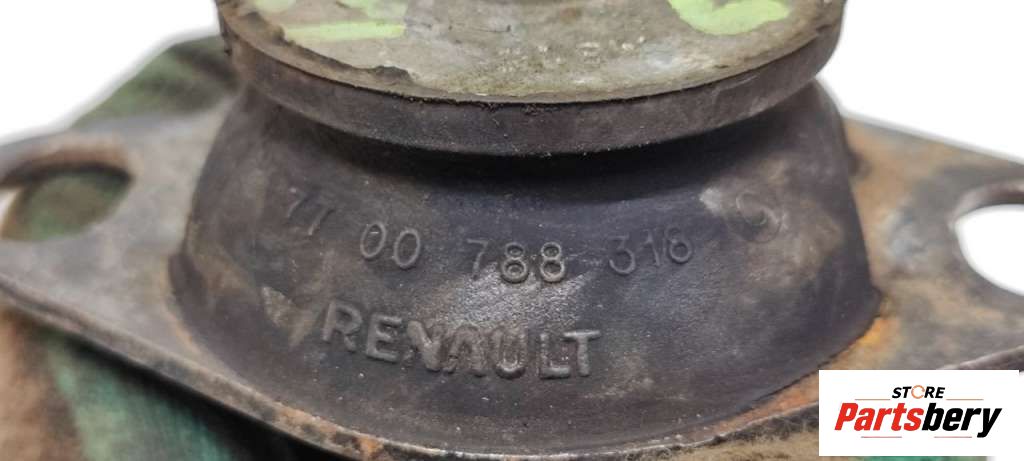 77 00 788 316
RENAULT
STORE
Partsbery